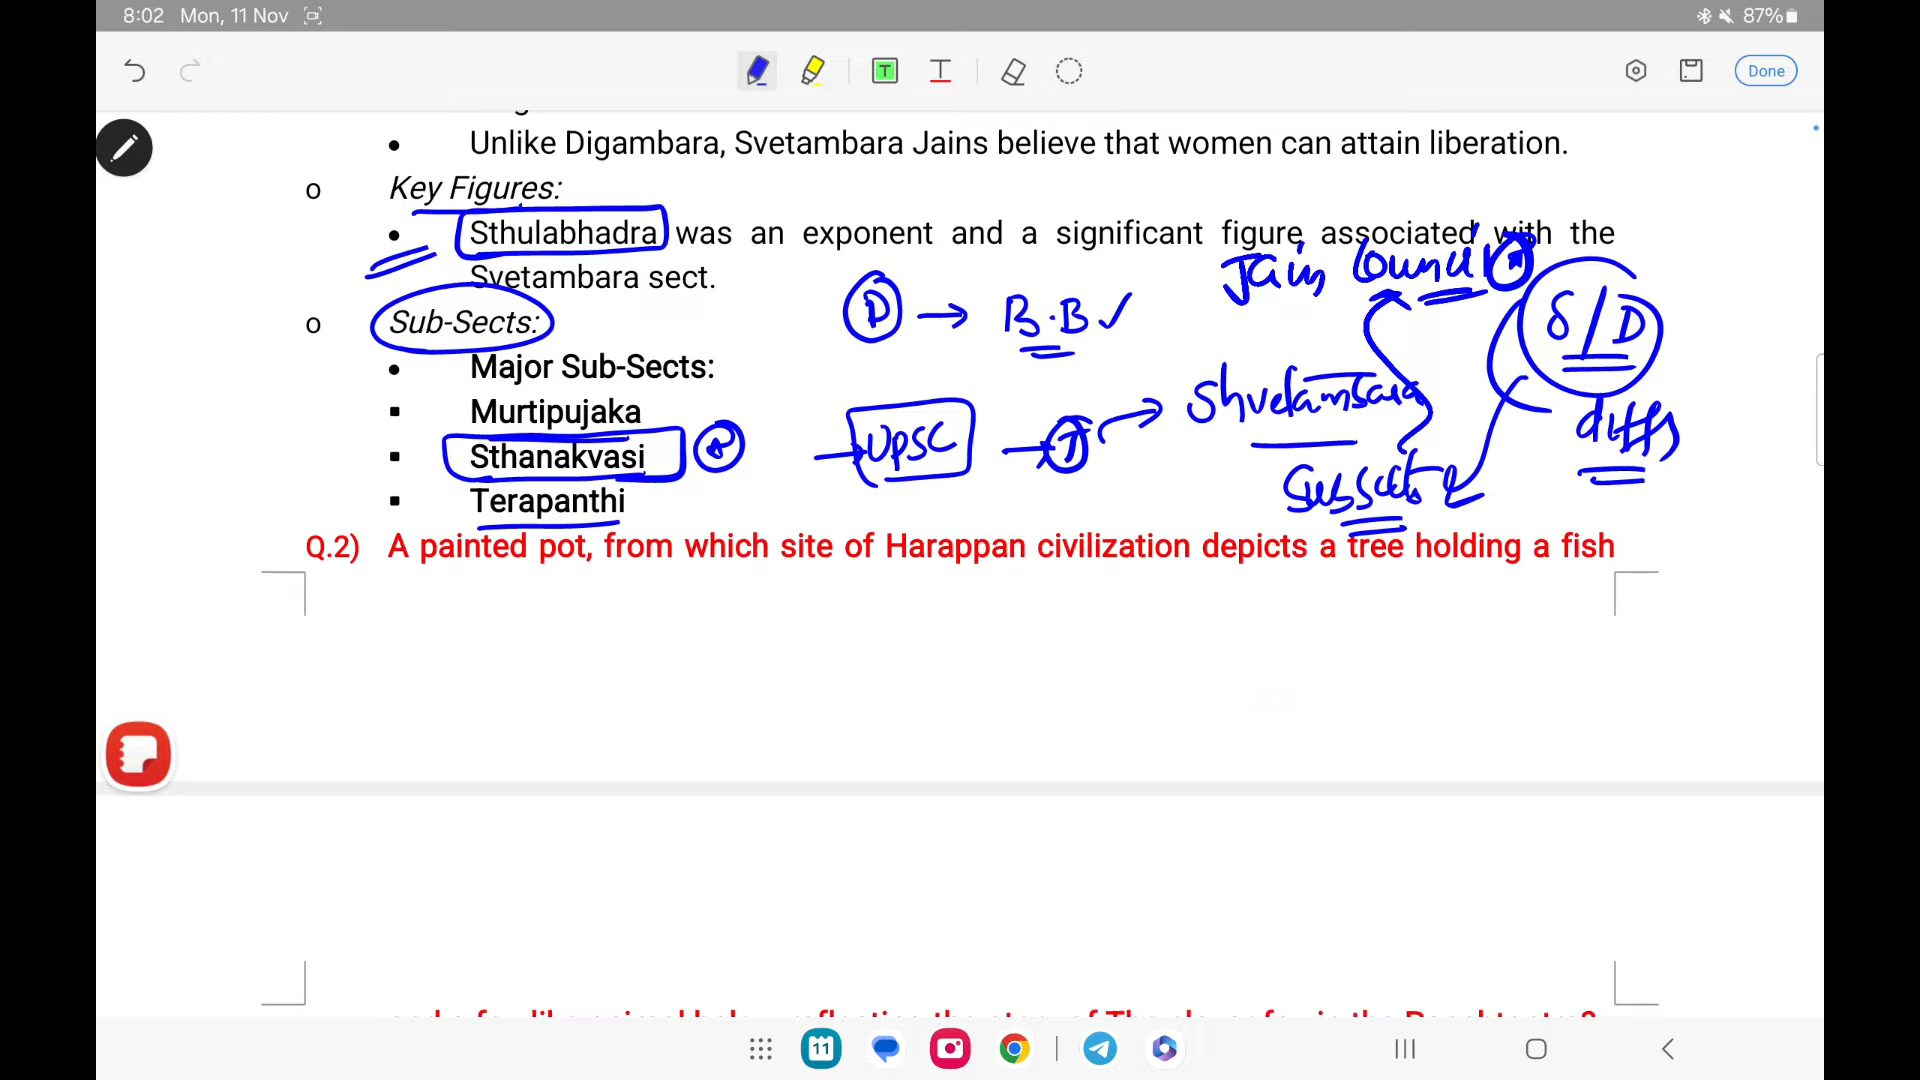 8:02 Mon, 11 Nov 87%
T T Done
Unlike Digambara, Svetambara Jains believe that women can attain liberation.
o Key Figures:
Sthulabhadra was an exponent and a significant figure associated with the
Svetambara sect.
Jain Council
D → B.B ✓
S/D
o Sub-Sects:
Major Sub-Sects:
Shvetambara
diffs
Murtipujaka
UPSC
Sthanakvasi
Subsects
Terapanthi
Q.2) A painted pot, from which site of Harappan civilization depicts a tree holding a fish
11